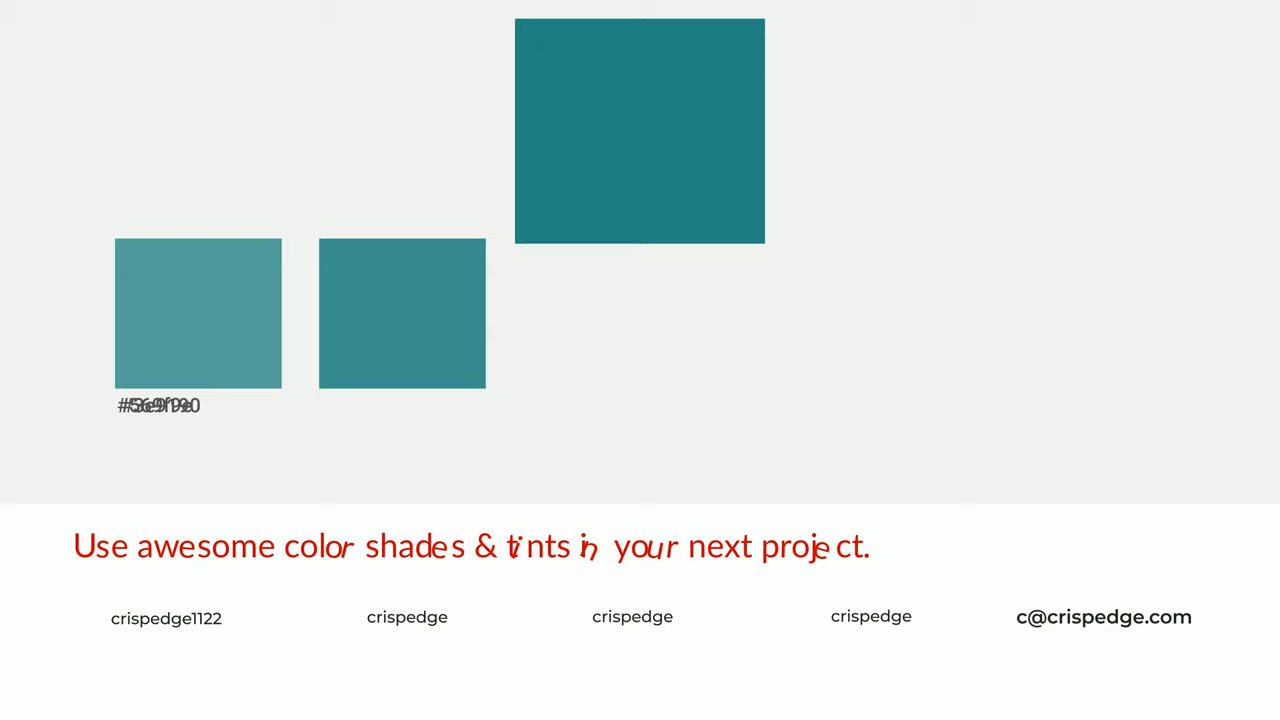 Use awesome color shades & tints in your next project.
crispedge1122 crispedge crispedge crispedge c@crispedge.com